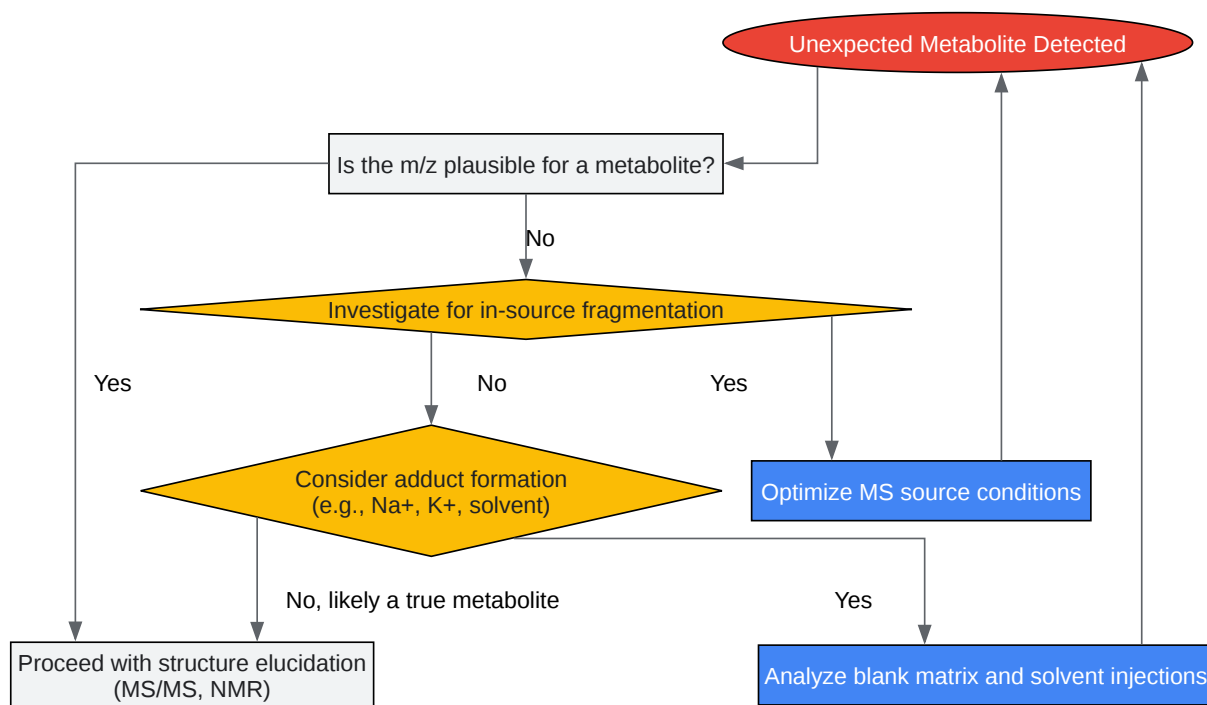 Unexpected Metabolite Detected
Is the m/z plausible for a metabolite?
No
Investigate for in-source fragmentation
Yes
No
Yes
Consider adduct formation
(e.g., Na+, K+, solvent)
Optimize MS source conditions
No, likely a true metabolite
Yes
Proceed with structure elucidation
(MS/MS, NMR)
Analyze blank matrix and solvent injections